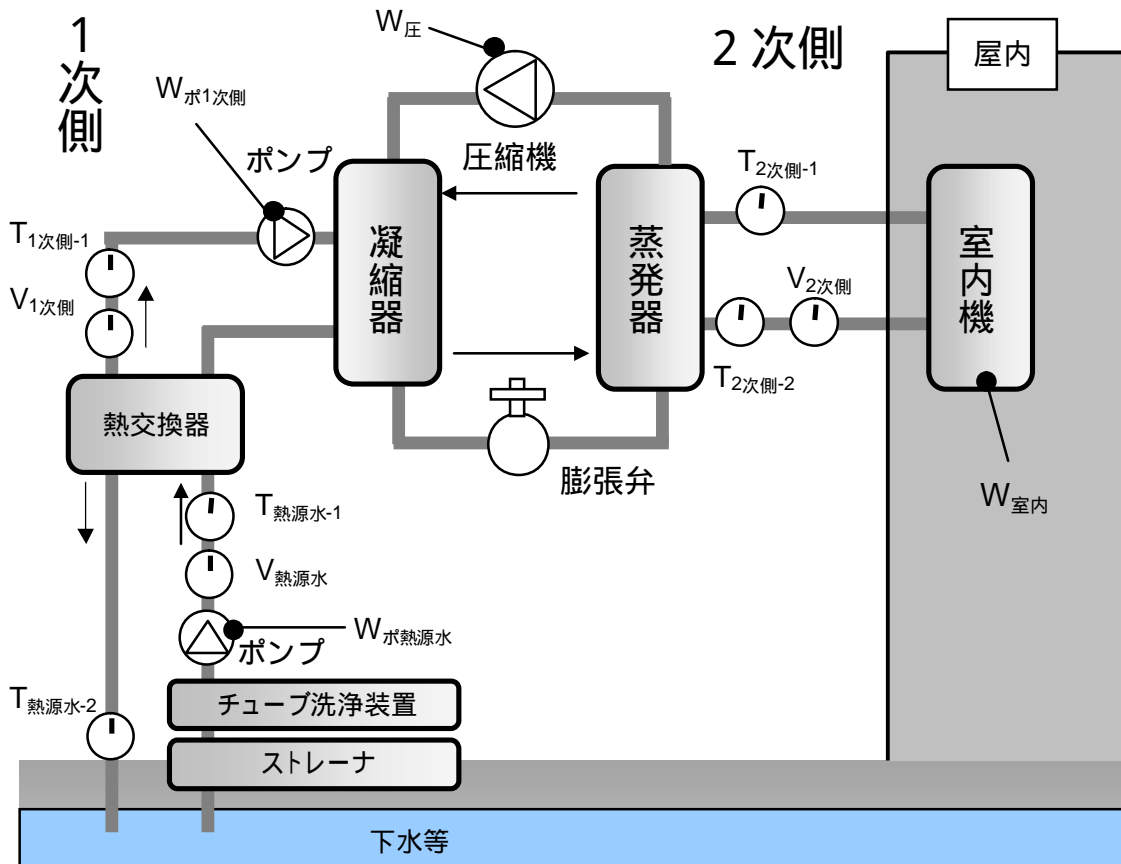 1次側
W圧
2 次側
屋内
Wポ1次側
ポンプ
圧縮機
T2次側-1
T1次側-1
凝縮器
蒸発器
室内機
V1次側
V2次側
T2次側-2
熱交換器
膨張弁
T熱源水-1
W室内
V熱源水
Wポ熱源水
ポンプ
T熱源水-2
チューブ洗浄装置
ストレーナ
下水等